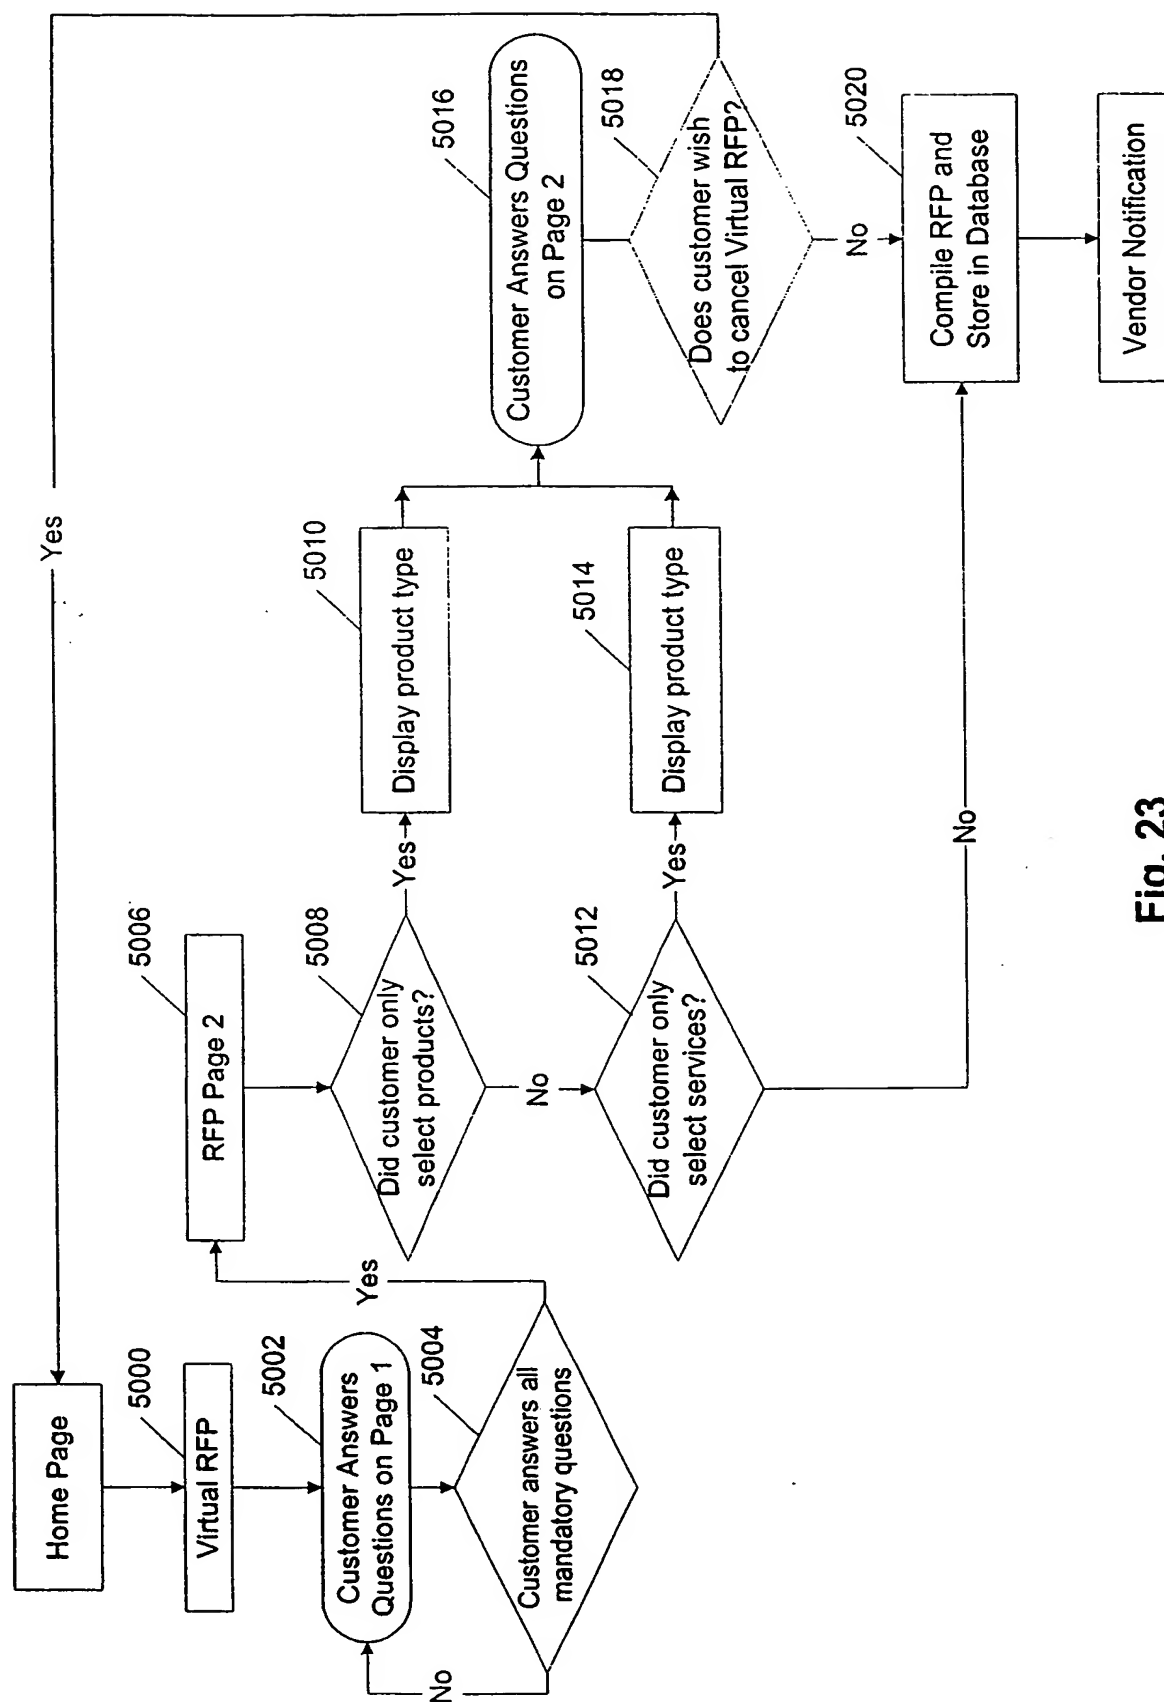 Home Page
5000
Virtual RFP
5002
Customer Answers
Questions on Page 1
5004
Customer answers all
mandatory questions
No
Yes
5006
RFP Page 2
5008
Did customer only
select products?
Yes
No
5012
Did customer only
select services?
Yes
No
5010
Display product type
5014
Display product type
5016
Customer Answers Questions
on Page 2
5018
Does customer wish
to cancel Virtual RFP?
Yes
No
5020
Compile RFP and
Store in Database
Vendor Notification
Fig. 23